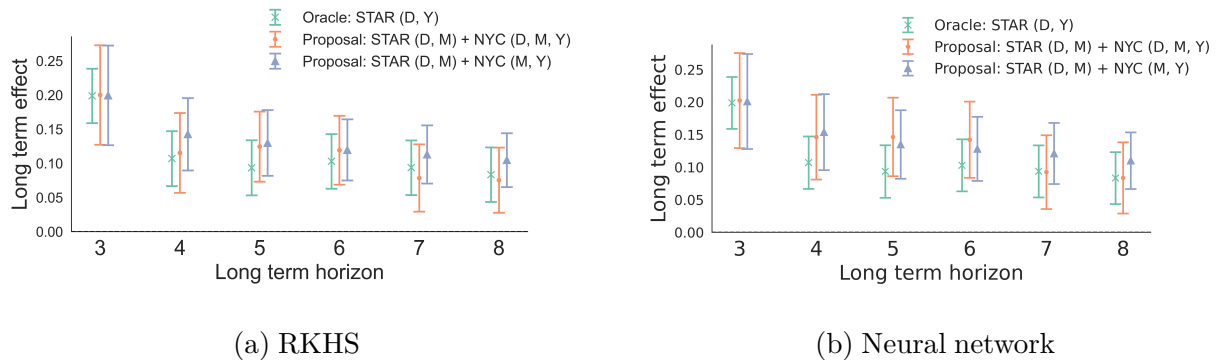 Oracle: STAR (D, Y)
Proposal: STAR (D, M) + NYC (D, M, Y)
Proposal: STAR (D, M) + NYC (M, Y)
Long term effect
0.25
0.20
0.15
0.10
0.05
0.00
3 4 5 6 7 8
Long term horizon
(a) RKHS
Oracle: STAR (D, Y)
Proposal: STAR (D, M) + NYC (D, M, Y)
Proposal: STAR (D, M) + NYC (M, Y)
Long term effect
0.25
0.20
0.15
0.10
0.05
0.00
3 4 5 6 7 8
Long term horizon
(b) Neural network